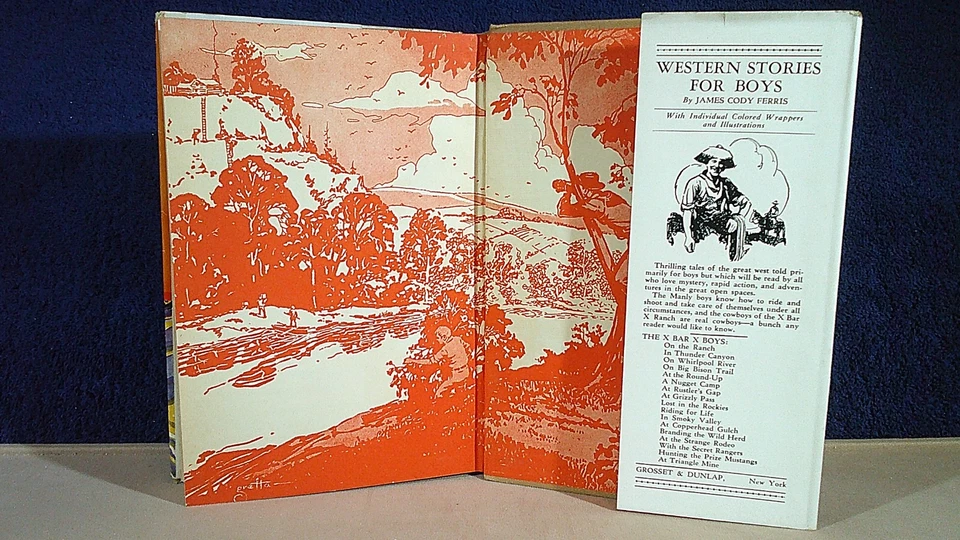 WESTERN STORIES
FOR BOYS
By JAMES CODY FERRIS
With Individual Colored Wrappers
and Illustrations
Thrilling tales of the great west told pri-
marily for boys but which will be read by all
who love mystery, rapid action, and adven-
tures in the great open spaces.
The Manly boys know how to ride and
shoot and take care of themselves under all
circumstances, and the cowboys of the X Bar
X Ranch are real cowboys—a bunch any
reader would like to know.
THE X BAR X BOYS:
On the Ranch
In Thunder Canyon
On Whirlpool River
On Big Bison Trail
At the Round-Up
A Nugget Camp
At Rustler's Gap
At Grizzly Pass
Lost in the Rockies
Riding for Life
In Smoky Valley
At Copperhead Gulch
Branding the Wild Herd
At the Strange Rodeo
With the Secret Rangers
Hunting the Prize Mustangs
At Triangle Mine
GROSSET & DUNLAP, New York